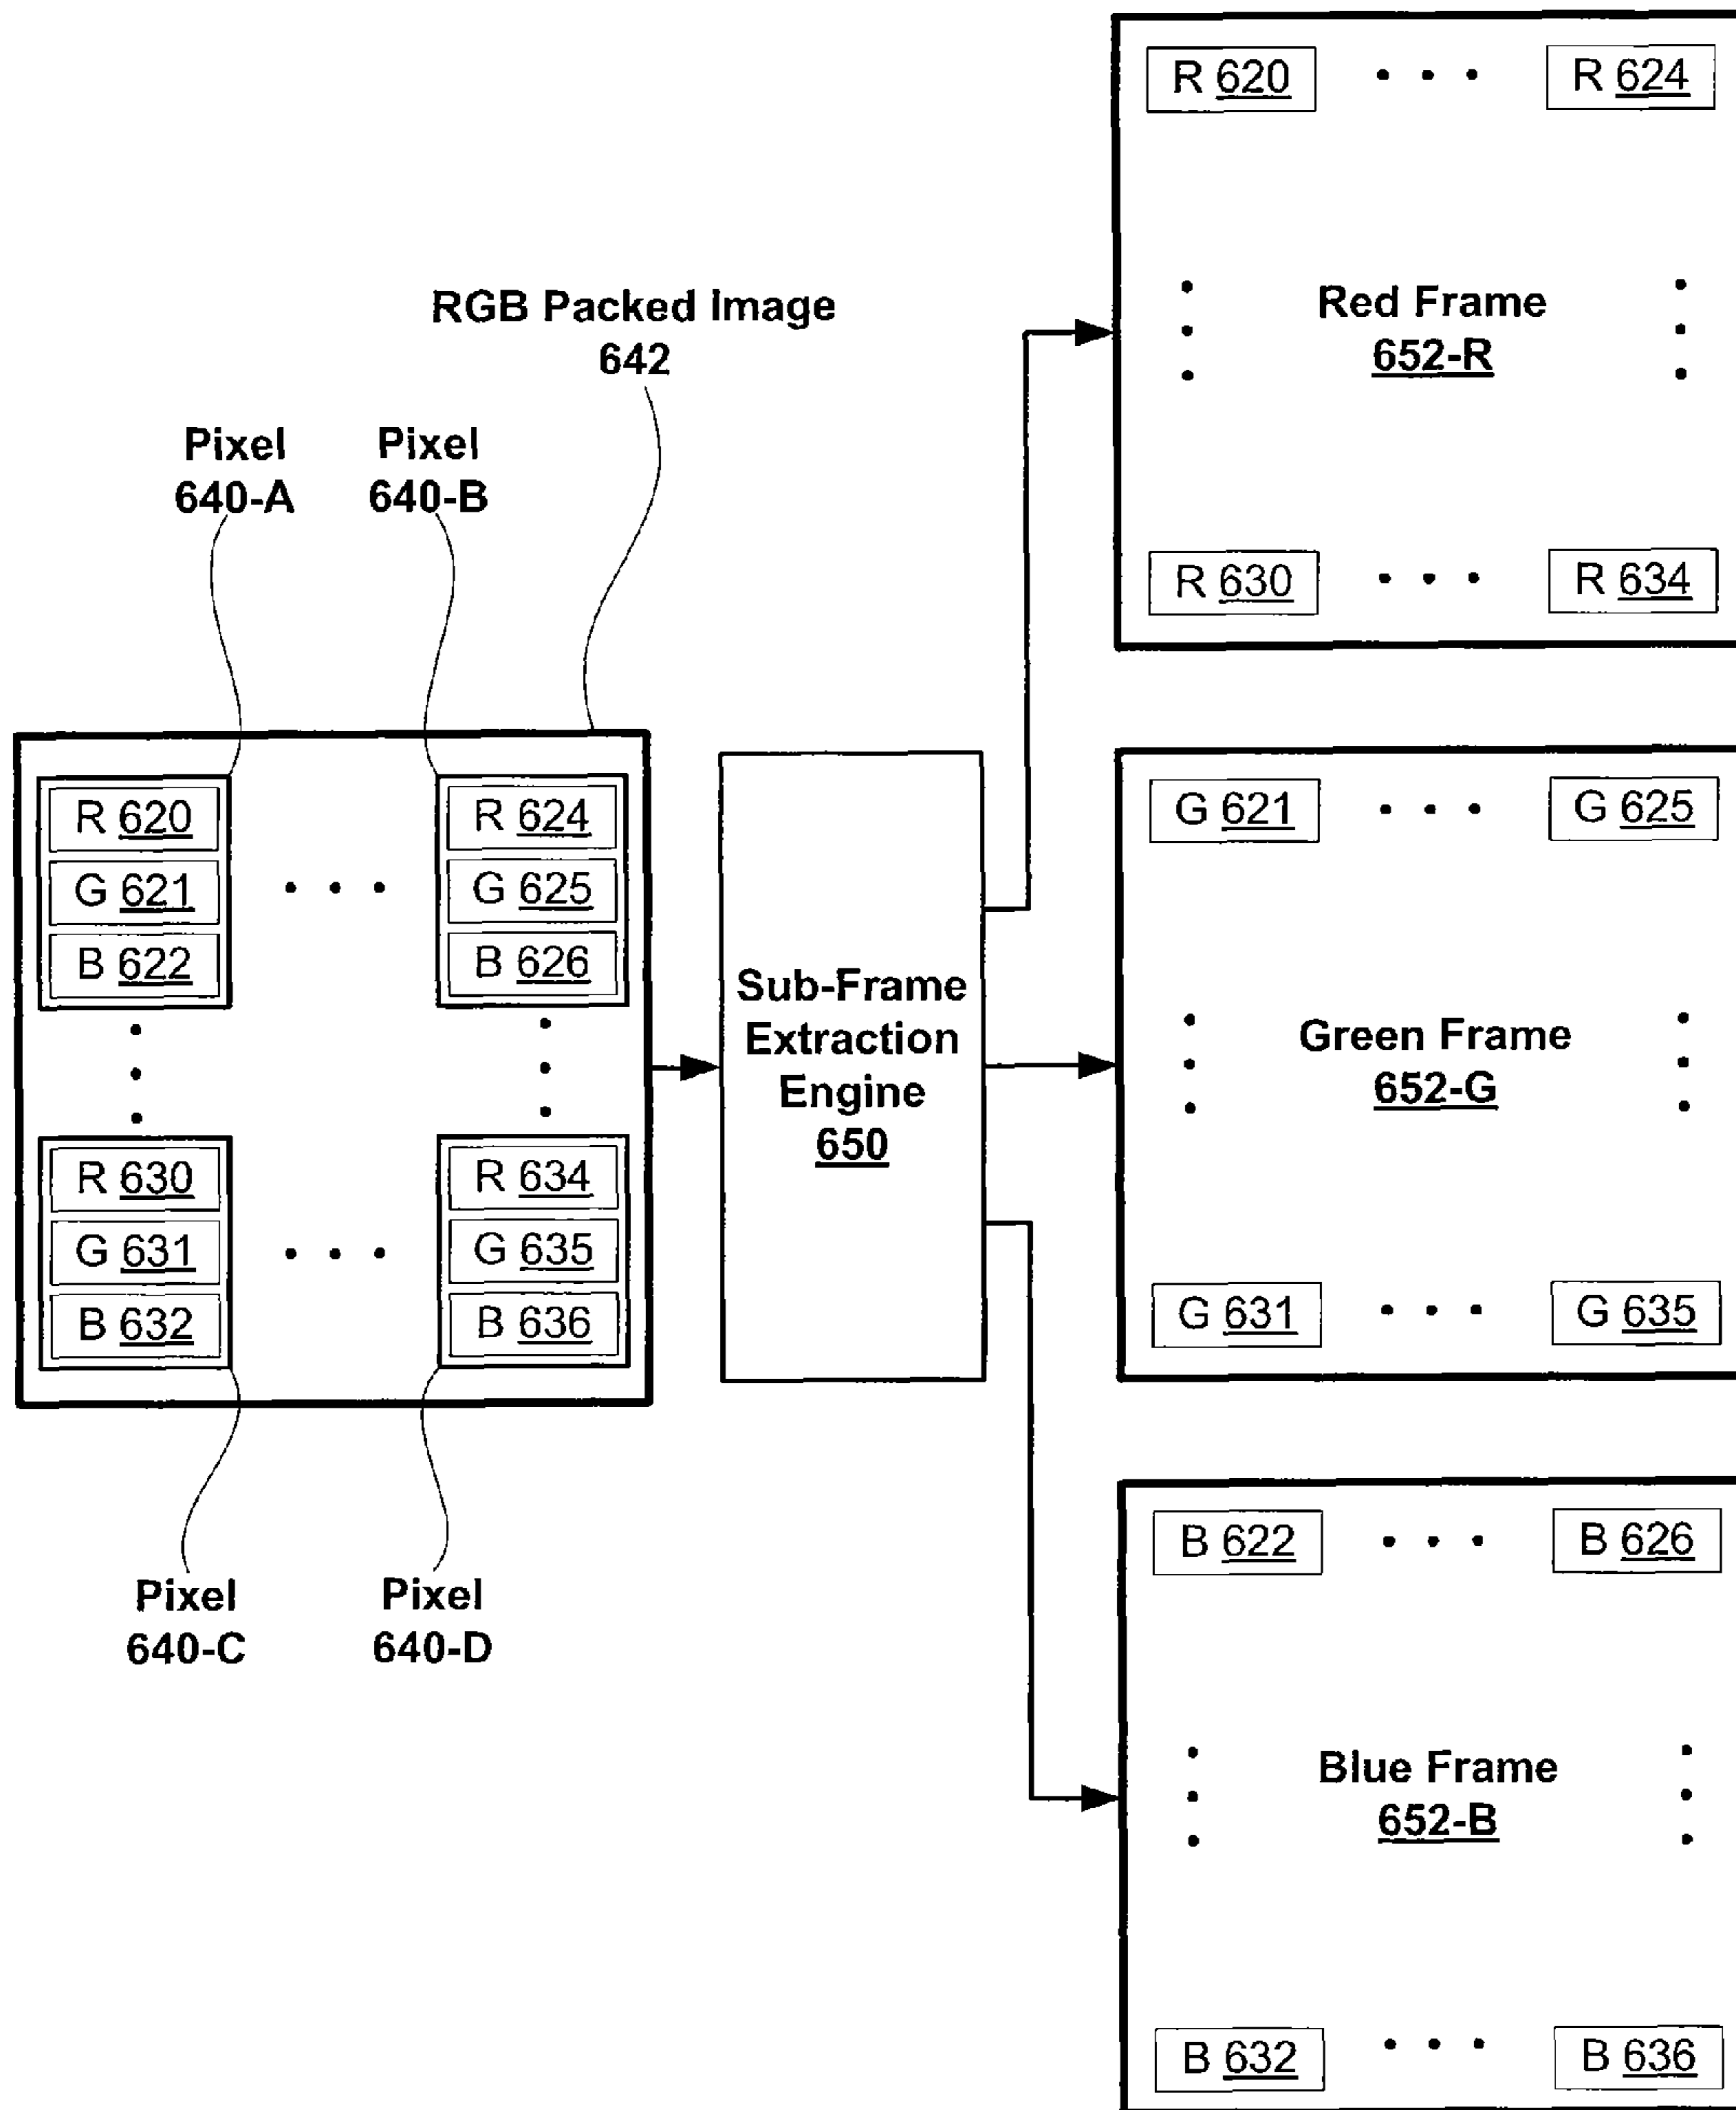 RGB Packed Image
642
Pixel
640-A
Pixel
640-B
R 620
G 621
B 622
R 624
G 625
B 626
R 630
G 631
B 632
R 634
G 635
B 636
Pixel
640-C
Pixel
640-D
Sub-Frame
Extraction
Engine
650
R 620
R 624
Red Frame
652-R
R 630
R 634
G 621
G 625
Green Frame
652-G
G 631
G 635
B 622
B 626
Blue Frame
652-B
B 632
B 636